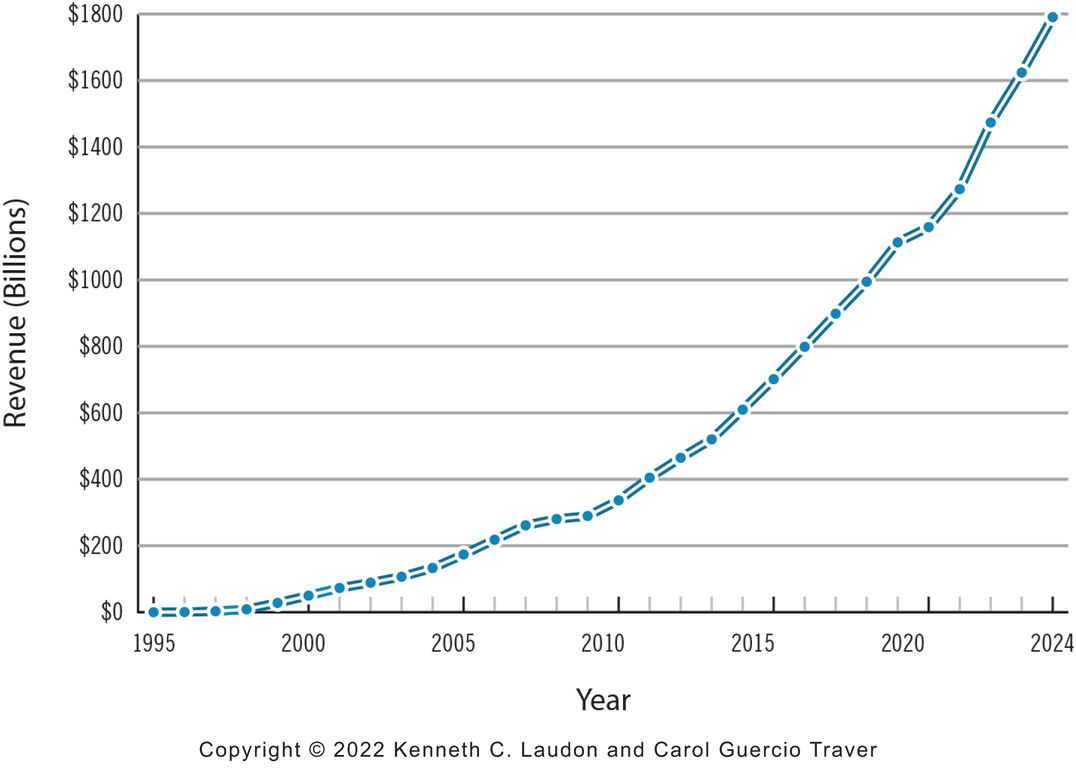 $1800
$1600
$1400
$1200
$1000
$800
$600
$400
$200
$0
Revenue (Billions)
1995 2000 2005 2010 2015 2020 2024
Year
Copyright © 2022 Kenneth C. Laudon and Carol Guercio Traver